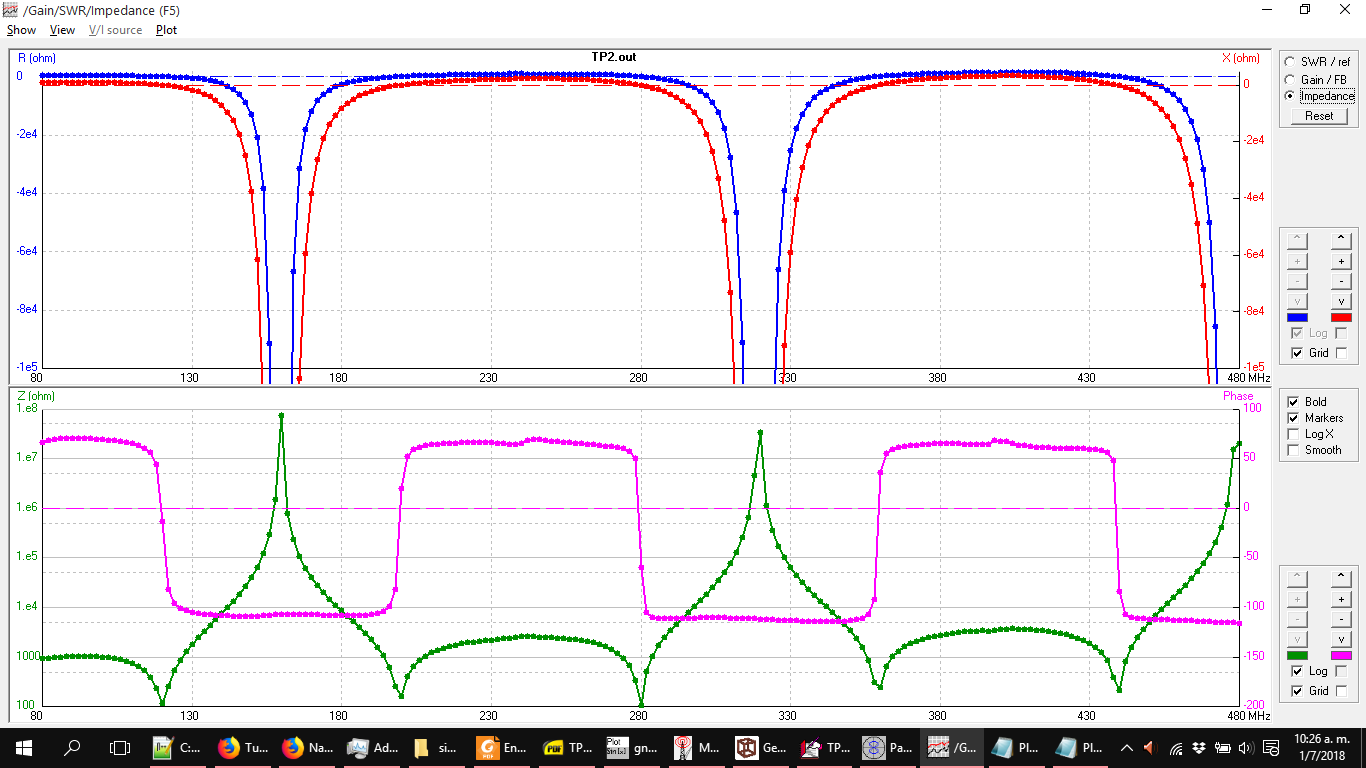 /Gain/SWR/Impedance (F5)
Show View V/I source Plot
R (ohm) TP2.out X (ohm)
0 0
-2e4 -2e4
-4e4 -4e4
-6e4 -6e4
-8e4 -8e4
-1e5 -1e5
80 130 180 230 280 330 380 430 480 MHz
Z (ohm) Phase
1.e8 100
1.e7 50
1.e6 0
1.e5 -50
1.e4 -100
1000 -150
100 -200
80 130 180 230 280 330 380 430 480 MHz
SWR / ref
Gain / FB
Impedance
Reset
^ ^
+ +
- -
v v
Log
Grid
Bold
Markers
Log X
Smooth
^ ^
+ +
- -
v v
Log
Grid
C:... Tu... Na... Ad... si... En... TP... gn... M... Ge... TP... Pa... /G... Pl... Pl...
10:26 a. m.
1/7/2018